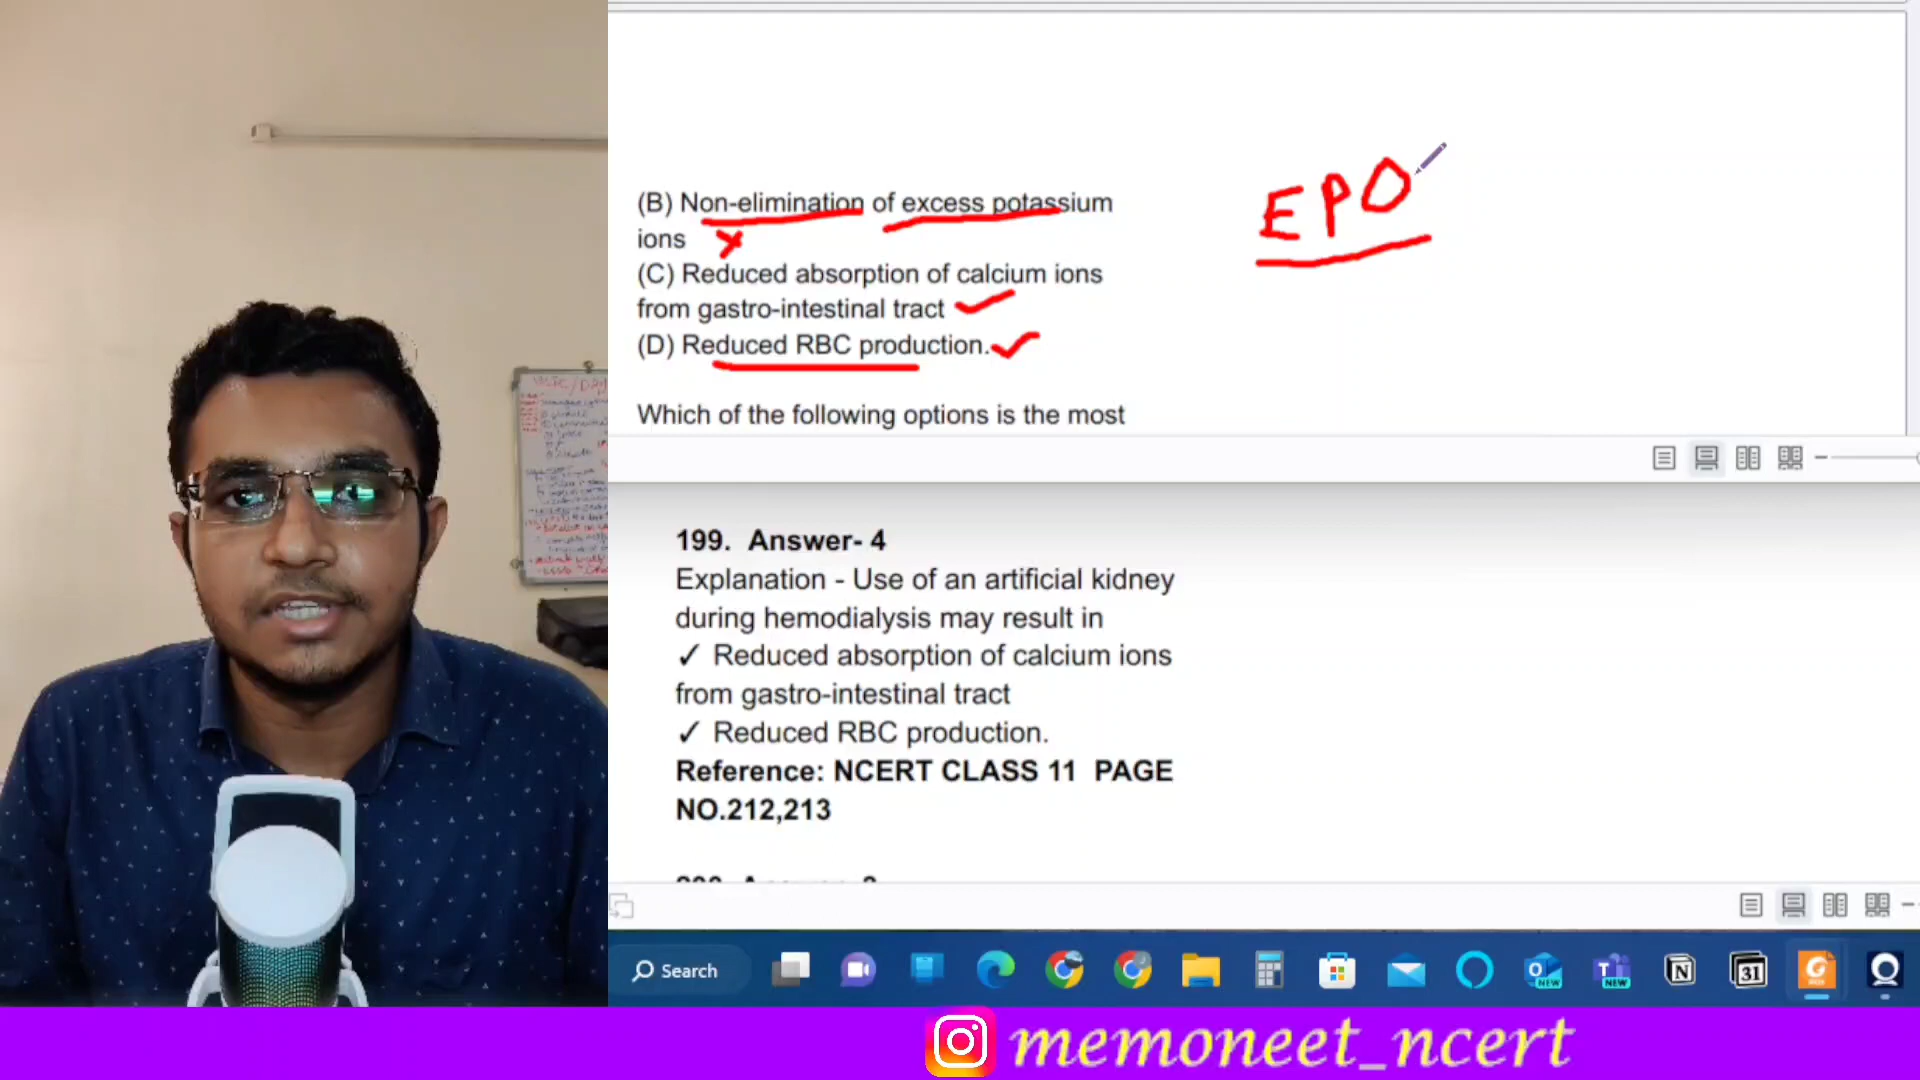 (B) Non-elimination of excess potassium
ions
(C) Reduced absorption of calcium ions
from gastro-intestinal tract
(D) Reduced RBC production.
EPO
Which of the following options is the most
199. Answer- 4
Explanation - Use of an artificial kidney
during hemodialysis may result in
✓ Reduced absorption of calcium ions
from gastro-intestinal tract
✓ Reduced RBC production.
Reference: NCERT CLASS 11 PAGE
NO.212,213
Search
NEW
NEW
31
memoneet_ncert